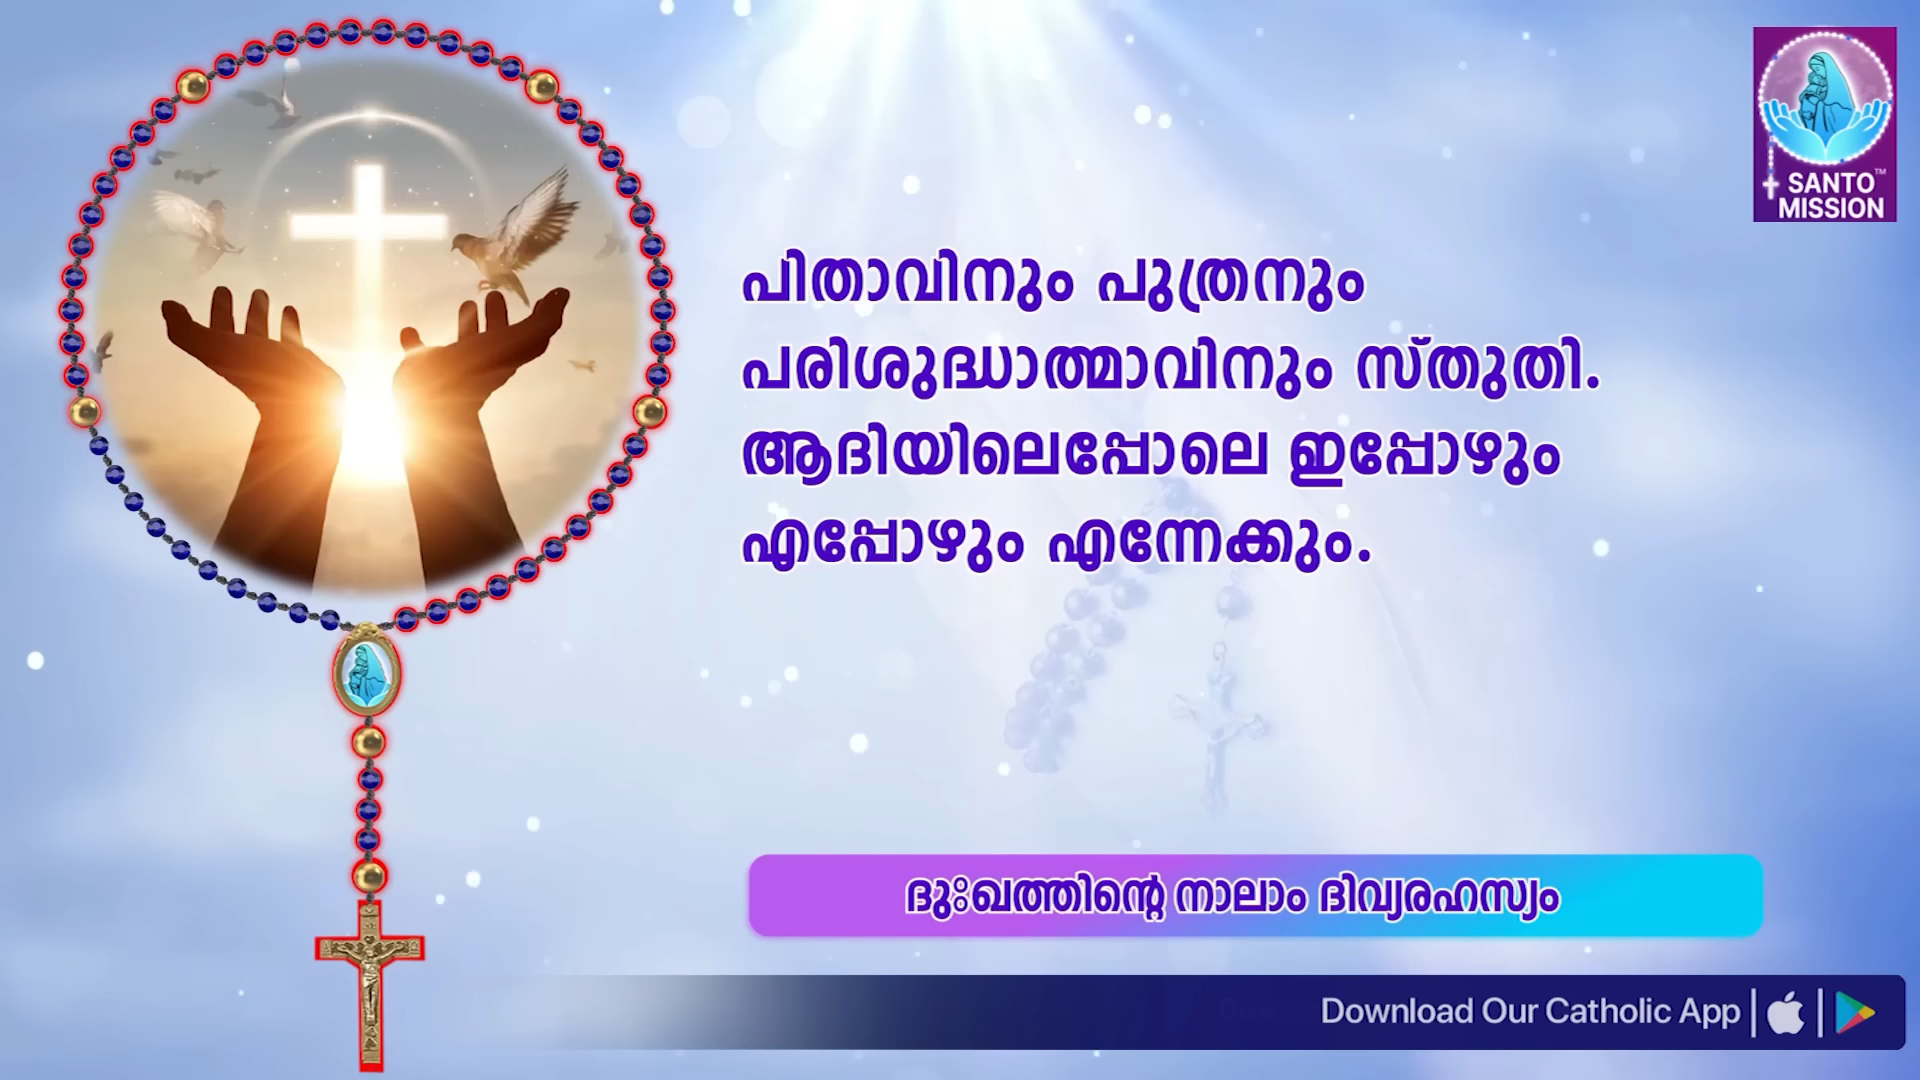 SANTO™
MISSION
പിതാവിനും പുത്രനും
പരിശുദ്ധാത്മാവിനും സ്തുതി.
ആദിയിലെപ്പോലെ ഇപ്പോഴും
എപ്പോഴും എന്നേക്കും.
ദുഃഖത്തിന്റെ നാലാം ദിവ്യരഹസ്യം
Download Our Catholic App